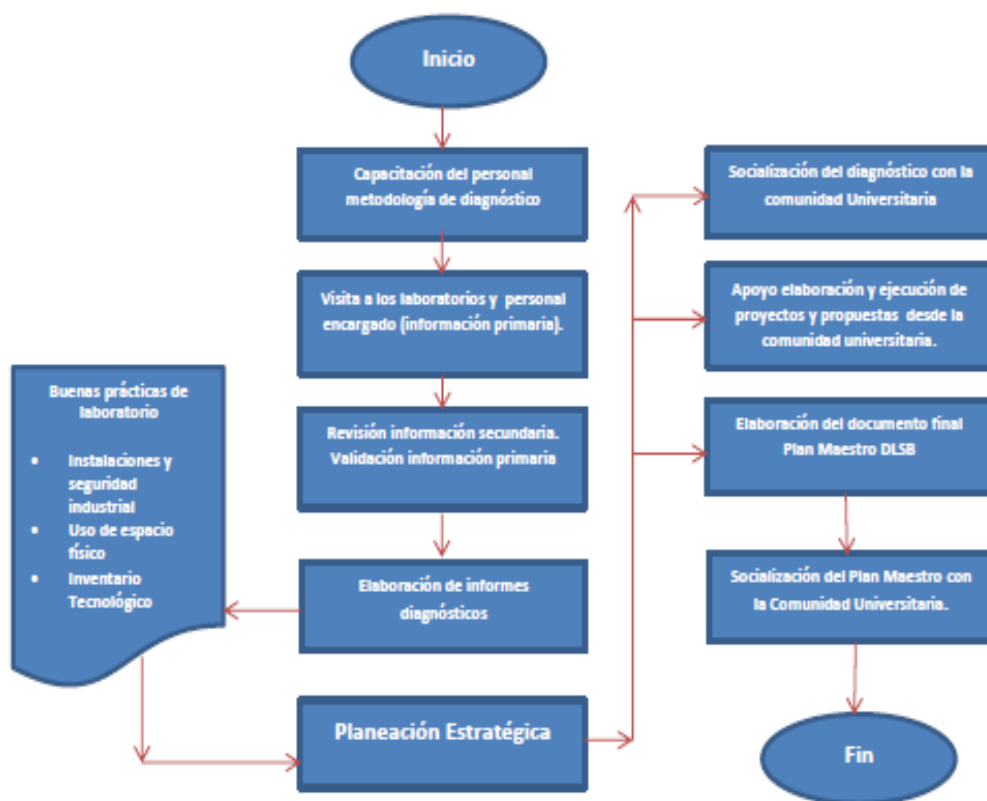 Inicio
Capacitación del personal
metodología de diagnóstico
Visita a los laboratorios y personal
encargado (información primaria).
Revisión información secundaria.
Validación información primaria
Elaboración de informes
diagnósticos
Buenas prácticas de
laboratorio
• Instalaciones y
seguridad
industrial
• Uso de espacio
físico
• Inventario
Tecnológico
Planeación Estratégica
Socialización del diagnóstico con la
comunidad Universitaria
Apoyo elaboración y ejecución de
proyectos y propuestas desde la
comunidad universitaria.
Elaboración del documento final
Plan Maestro DLSB
Socialización del Plan Maestro con
la Comunidad Universitaria.
Fin